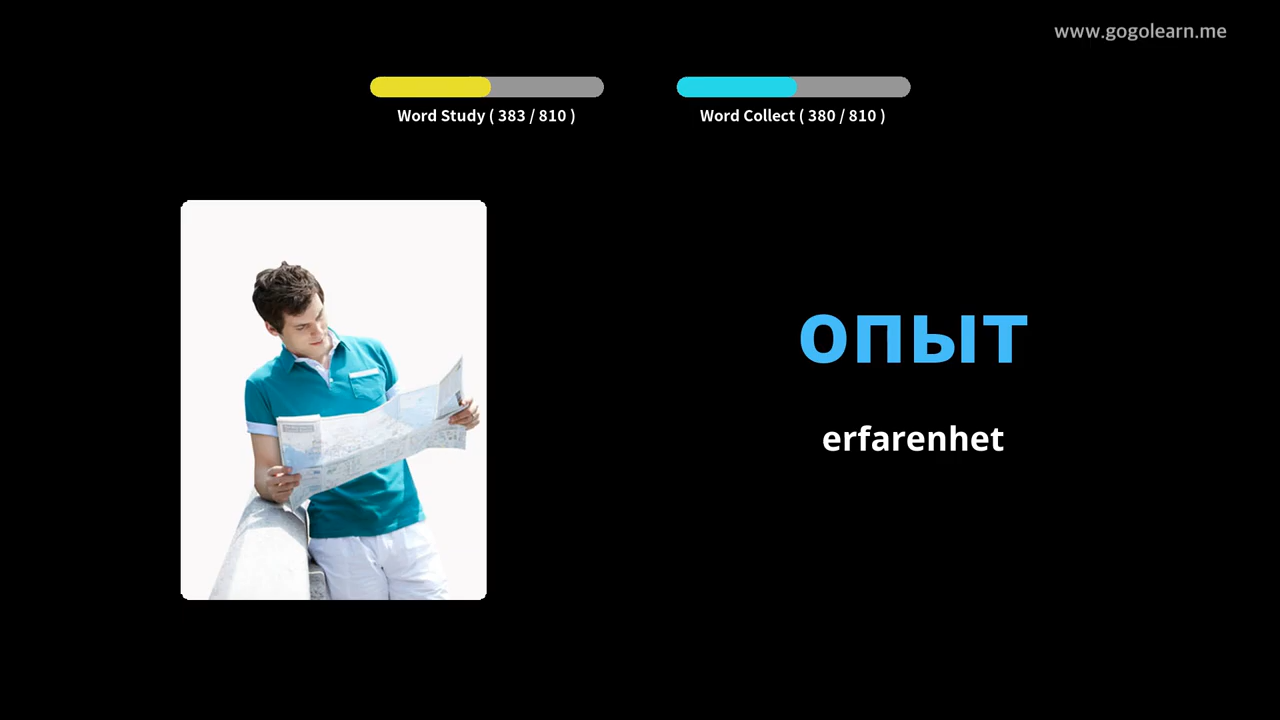 www.gogolearn.me
Word Study ( 383 / 810 )
Word Collect ( 380 / 810 )
опыт
erfarenhet